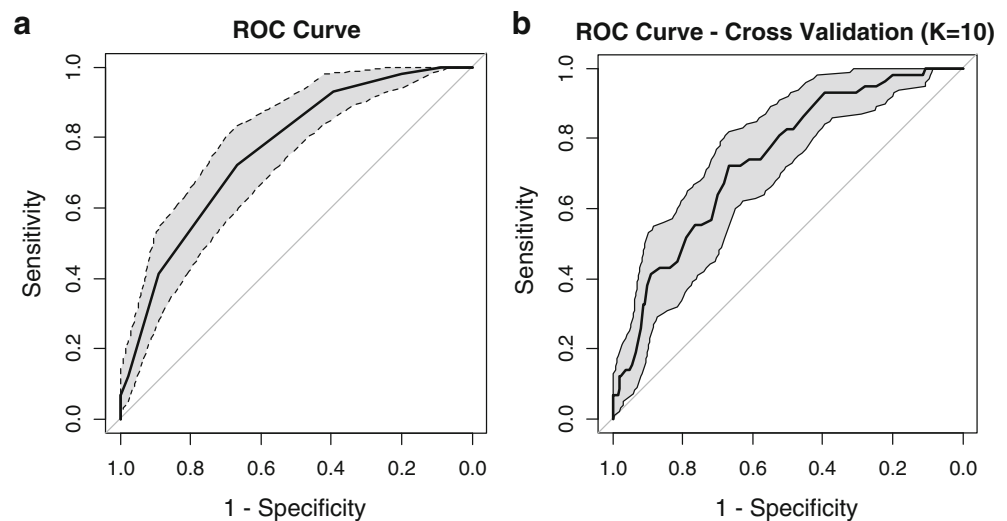 a
ROC Curve
Sensitivity
0.0 0.2 0.4 0.6 0.8 1.0
1.0 0.8 0.6 0.4 0.2 0.0
1 - Specificity
b
ROC Curve - Cross Validation (K=10)
Sensitivity
0.0 0.2 0.4 0.6 0.8 1.0
1.0 0.8 0.6 0.4 0.2 0.0
1 - Specificity